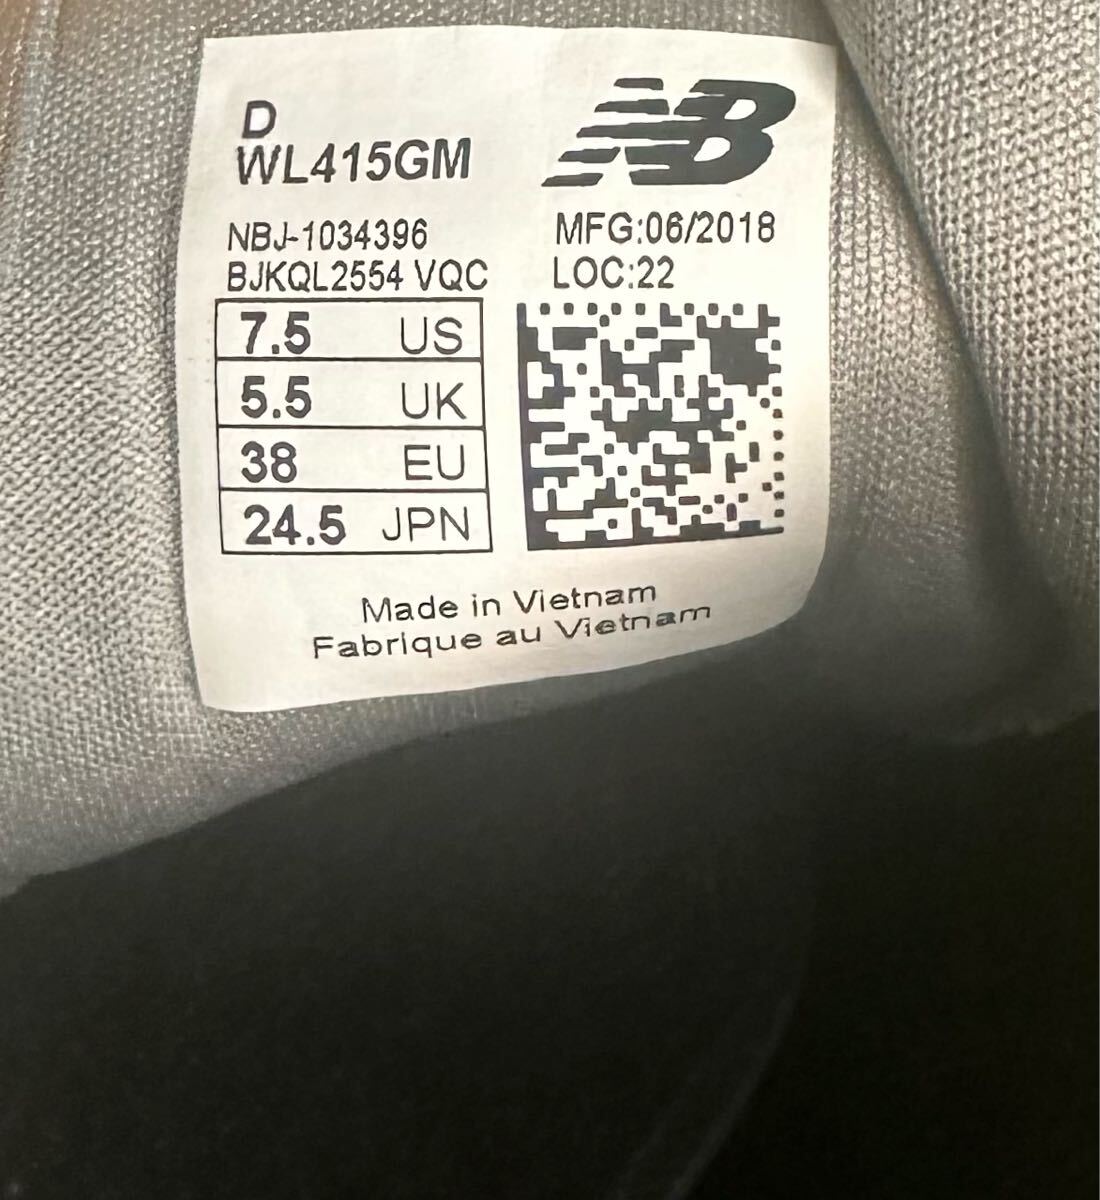 D
WL415GM
NB
NBJ-1034396
BJKQL2554 VQC
MFG:06/2018
LOC:22
7.5 US
5.5 UK
38 EU
24.5 JPN
Made in Vietnam
Fabrique au Vietnam